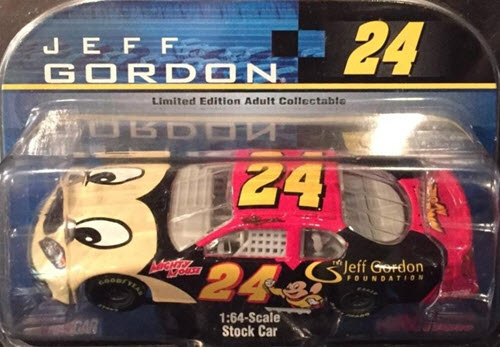 JEFF
GORDON
24
Limited Edition Adult Collectable
24
MIGHTY MOUSE
24
THE Jeff Gordon
FOUNDATION
GOODYEAR
1:64-Scale
Stock Car